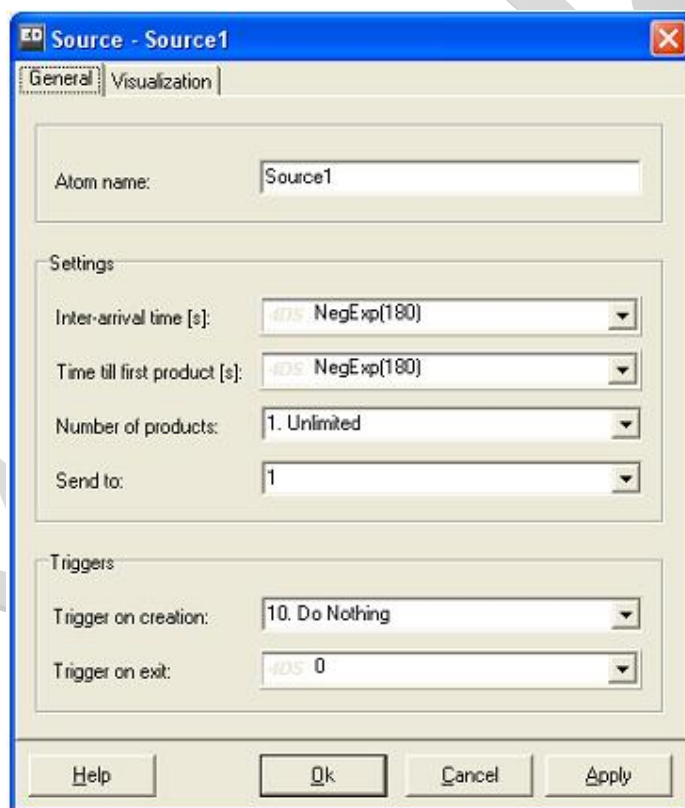 ED Source - Source1
General Visualization
Atom name: Source1
Settings
Inter-arrival time [s]: 4DS NegExp(180)
Time till first product [s]: 4DS NegExp(180)
Number of products: 1. Unlimited
Send to: 1
Triggers
Trigger on creation: 10. Do Nothing
Trigger on exit: 4DS 0
Help Ok Cancel Apply